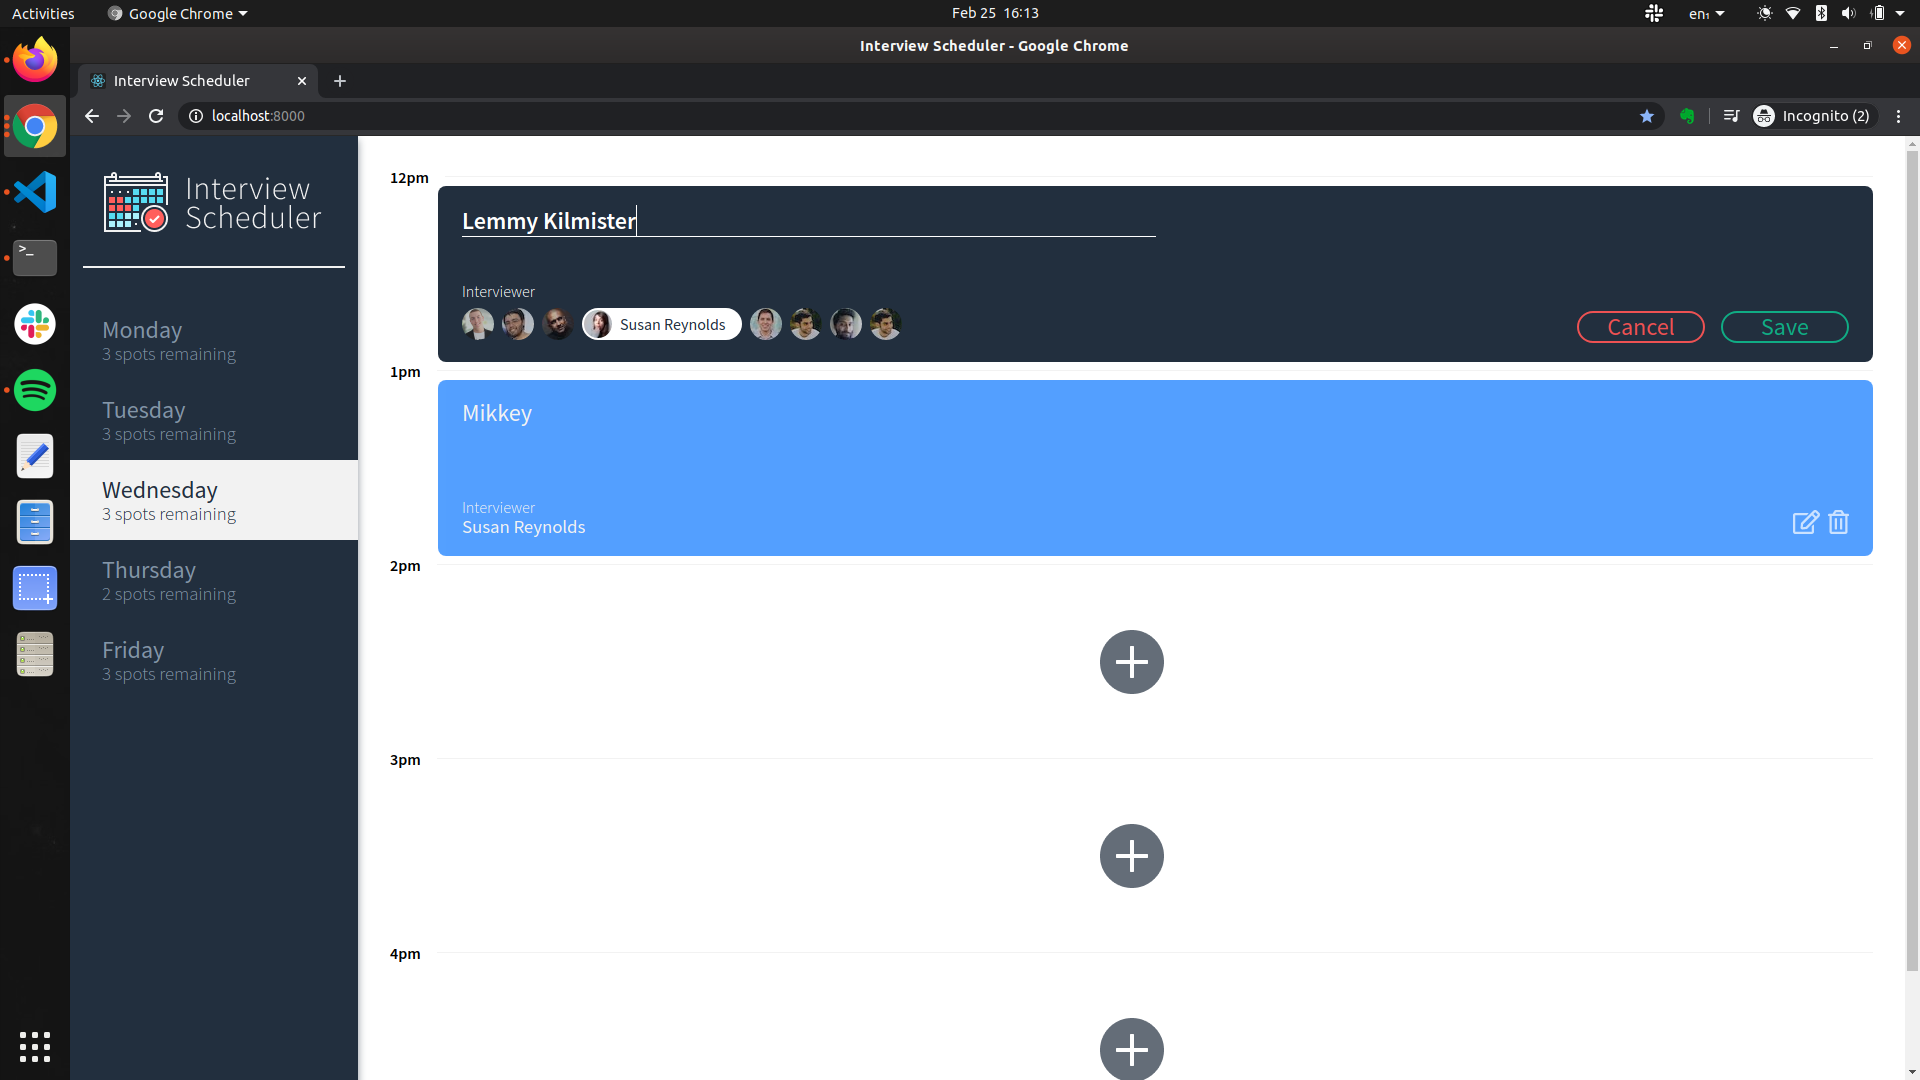 Activities
Google Chrome
Feb 25 16:13
en₁
Interview Scheduler - Google Chrome
Interview Scheduler
localhost:8000
Incognito (2)
Interview
Scheduler
Monday
3 spots remaining
Tuesday
3 spots remaining
Wednesday
3 spots remaining
Thursday
2 spots remaining
Friday
3 spots remaining
12pm
Lemmy Kilmister
Interviewer
Susan Reynolds
Cancel
Save
1pm
Mikkey
Interviewer
Susan Reynolds
2pm
3pm
4pm